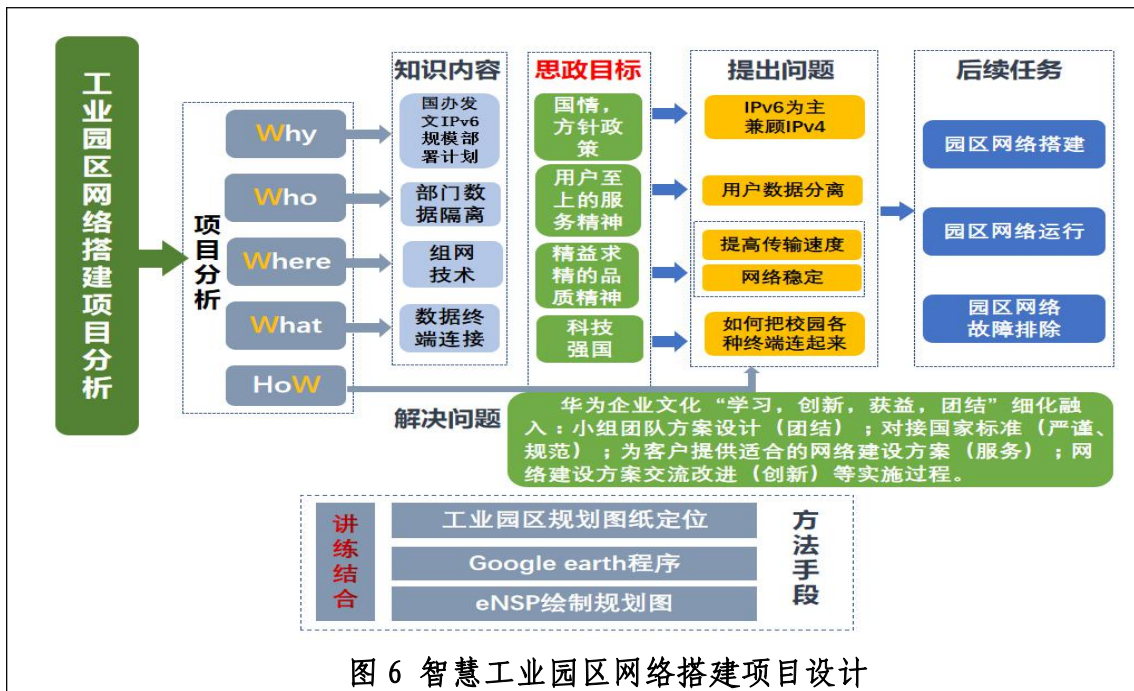 工业园区网络搭建项目分析
项目分析
Why
Who
Where
What
HoW
知识内容
国办发
文IPv6
规模部
署计划
部门数
据隔离
组网
技术
数据终
端连接
思政目标
国情，
方针政
策
用户至
上的服
务精神
精益求
精的品
质精神
科技
强国
提出问题
IPv6为主
兼顾IPv4
用户数据分离
提高传输速度
网络稳定
如何把校园各
种终端连起来
后续任务
园区网络搭建
园区网络运行
园区网络
故障排除
解决问题
华为企业文化“学习，创新，获益，团结”细化融
入：小组团队方案设计（团结）；对接国家标准（严谨、
规范）；为客户提供适合的网络建设方案（服务）；网
络建设方案交流改进（创新）等实施过程。
讲练结合
工业园区规划图纸定位
Google earth程序
eNSP绘制规划图
方法手段
图 6 智慧工业园区网络搭建项目设计